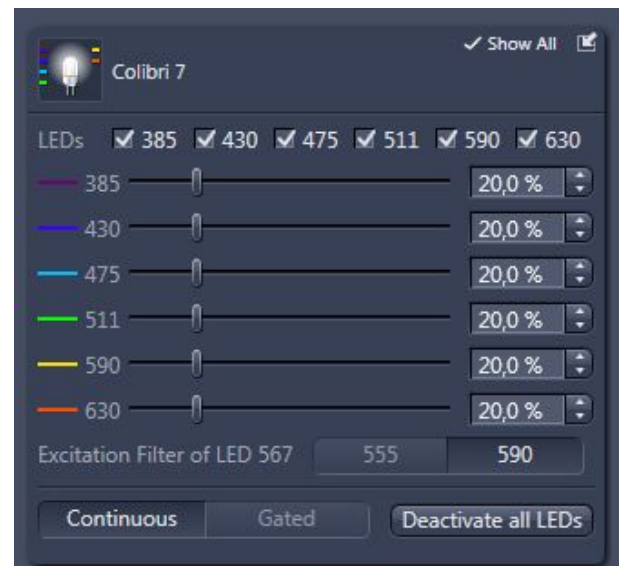 Show All
Colibri 7
LEDs 385 430 475 511 590 630
385 20,0 %
430 20,0 %
475 20,0 %
511 20,0 %
590 20,0 %
630 20,0 %
Excitation Filter of LED 567 555 590
Continuous Gated Deactivate all LEDs